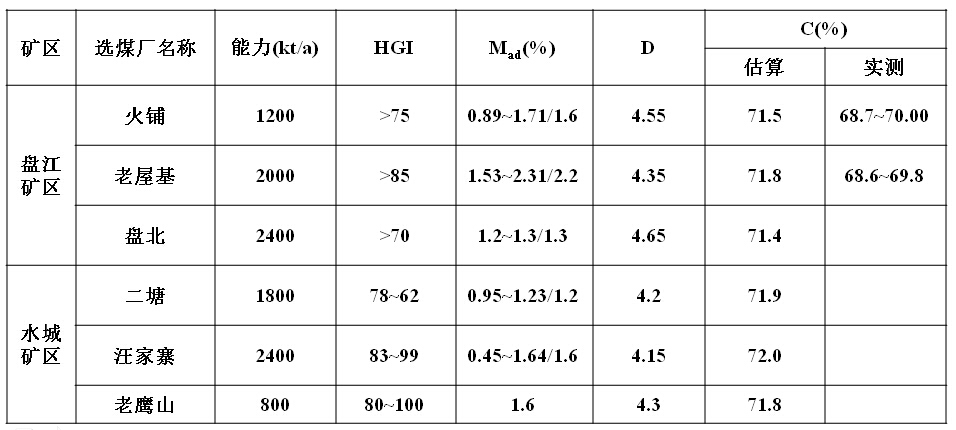 矿区 选煤厂名称 能力(kt/a) HGI Mad(%) D C(%)
估算 实测
盘江矿区 火铺 1200 >75 0.89~1.71/1.6 4.55 71.5 68.7~70.00
老屋基 2000 >85 1.53~2.31/2.2 4.35 71.8 68.6~69.8
盘北 2400 >70 1.2~1.3/1.3 4.65 71.4
水城矿区 二塘 1800 78~62 0.95~1.23/1.2 4.2 71.9
汪家寨 2400 83~99 0.45~1.64/1.6 4.15 72.0
老鹰山 800 80~100 1.6 4.3 71.8